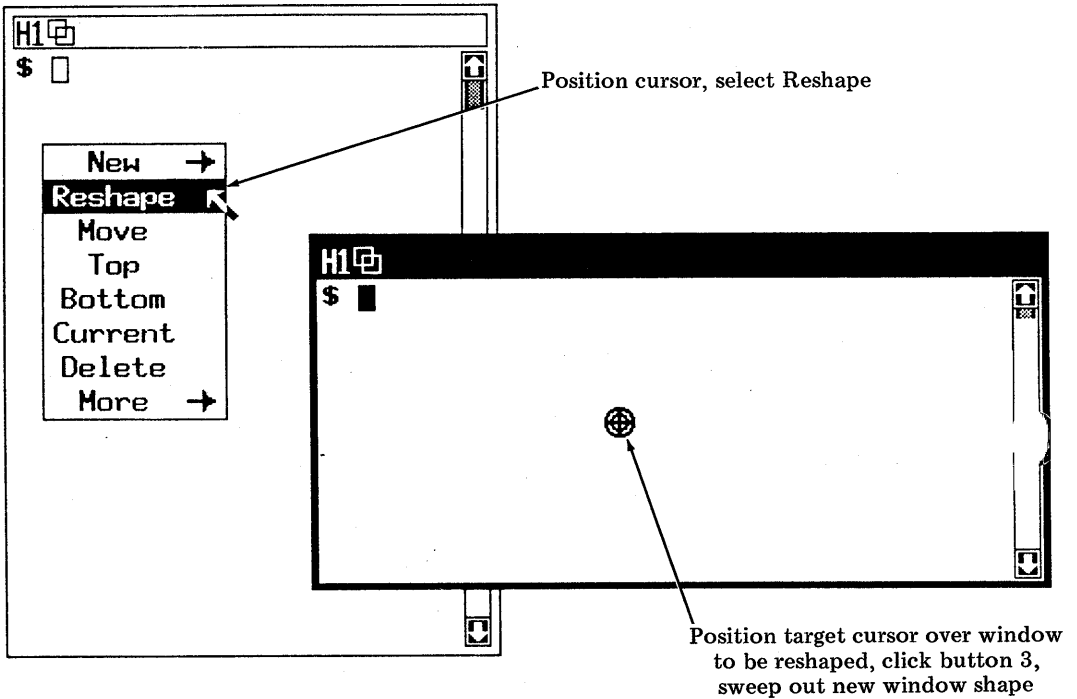 H1
$
Position cursor, select Reshape
New
Reshape
Move
Top
Bottom
Current
Delete
More
H1
$
Position target cursor over window
to be reshaped, click button 3,
sweep out new window shape